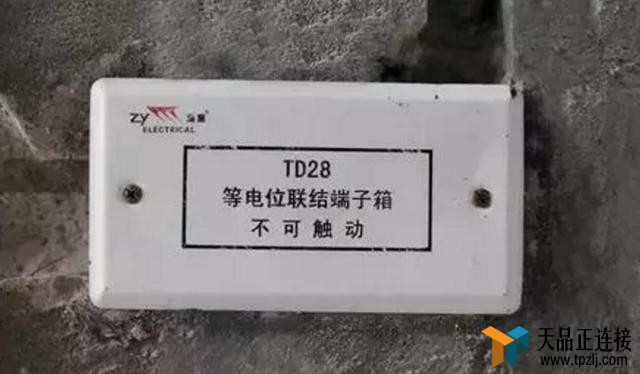 ZY
ELECTRICAL
TD28
等电位联结端子箱
不可触动
天品正连接
www.tpzlj.com